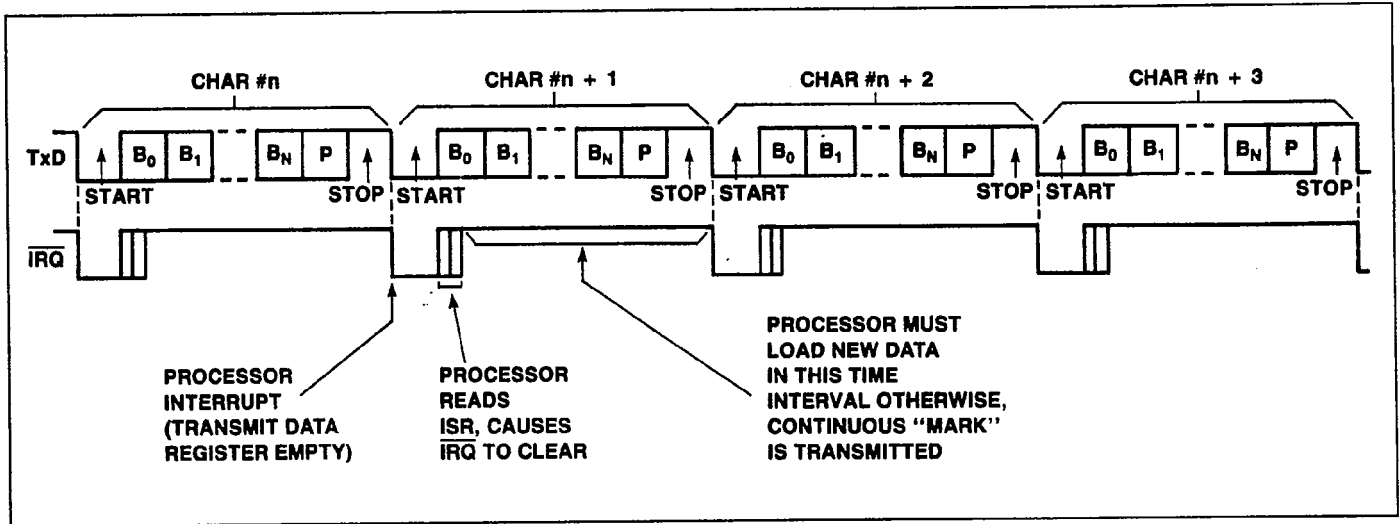 CHAR #n CHAR #n + 1 CHAR #n + 2 CHAR #n + 3
TxD B0 B1 BN P B0 B1 BN P B0 B1 BN P B0 B1 BN P
START STOP START STOP START STOP START STOP
IRQ
PROCESSOR
INTERRUPT
(TRANSMIT DATA
REGISTER EMPTY)
PROCESSOR
READS
ISR, CAUSES
IRQ TO CLEAR
PROCESSOR MUST
LOAD NEW DATA
IN THIS TIME
INTERVAL OTHERWISE,
CONTINUOUS “MARK”
IS TRANSMITTED